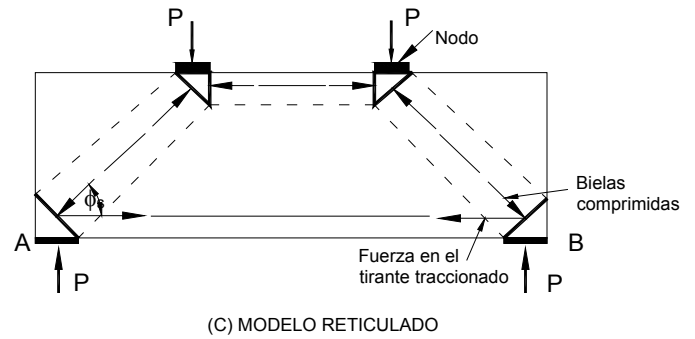 P
P
Nodo
ϕs
Bielas
comprimidas
A
B
Fuerza en el
tirante traccionado
P
P
(C) MODELO RETICULADO